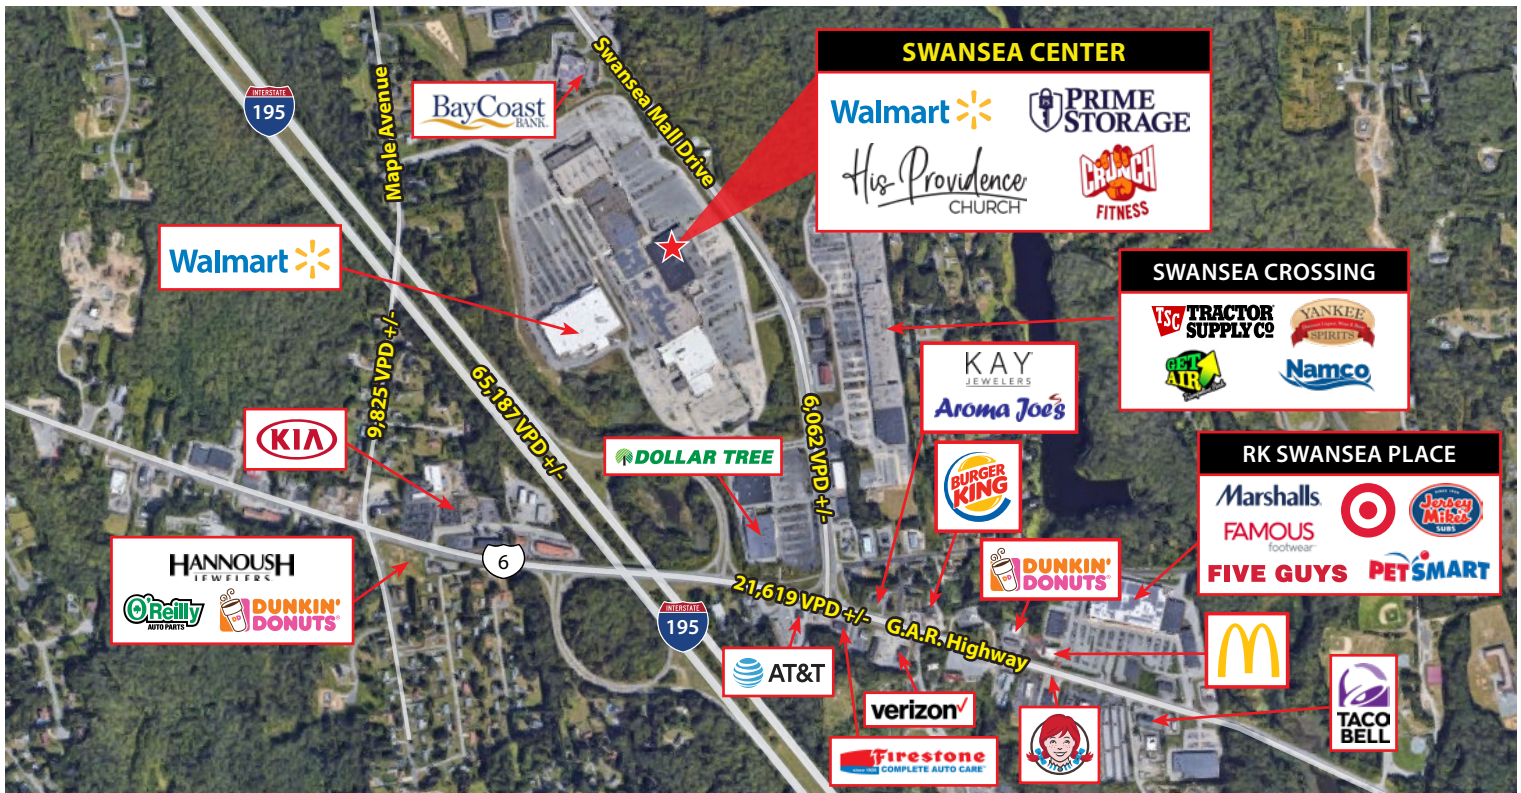 SWANSEA CENTER
Walmart
PRIME
STORAGE
His Providence
CHURCH
CRUNCH
FITNESS
INTERSTATE
195
Maple Avenue
BayCoast
BANK
Swansea Mall Drive
Walmart
SWANSEA CROSSING
TSC
TRACTOR
SUPPLY CO
YANKEE
SPIRITS
GET
AIR
Namco
9,825 VPD +/-
65,187 VPD +/-
6,062 VPD +/-
KAY
JEWELERS
Aroma Joe's
KIA
DOLLAR TREE
BURGER
KING
RK SWANSEA PLACE
Marshalls.
FAMOUS
footwear
Jersey
Mike's
SUBS
FIVE GUYS
PETSMART
HANNOUSH
JEWELERS
O'Reilly
AUTO PARTS
DUNKIN'
DONUTS
6
21,619 VPD +/-
G.A.R. Highway
DUNKIN'
DONUTS
INTERSTATE
195
AT&T
verizon
Firestone
COMPLETE AUTO CARE
TACO
BELL